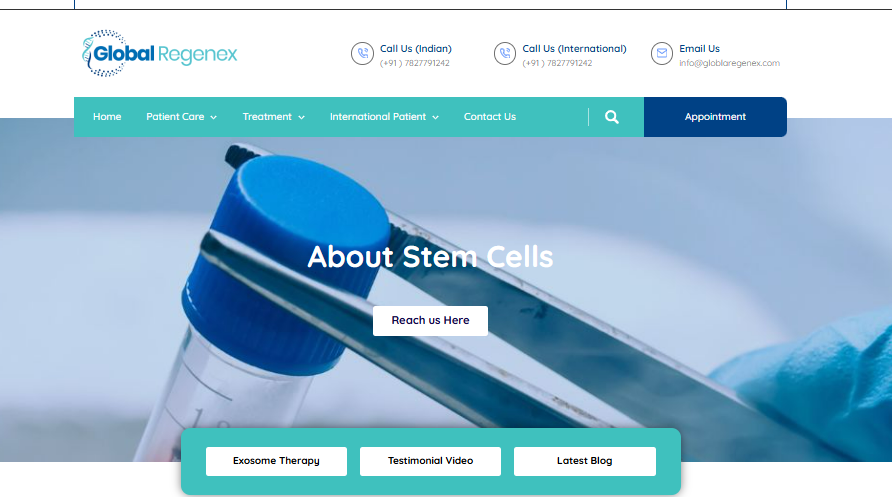 Global Regenex
Call Us (Indian)
(+91 ) 7827791242
Call Us (International)
(+91 ) 7827791242
Email Us
info@globlaregenex.com
Home
Patient Care
Treatment
International Patient
Contact Us
Appointment
About Stem Cells
Reach us Here
Exosome Therapy
Testimonial Video
Latest Blog